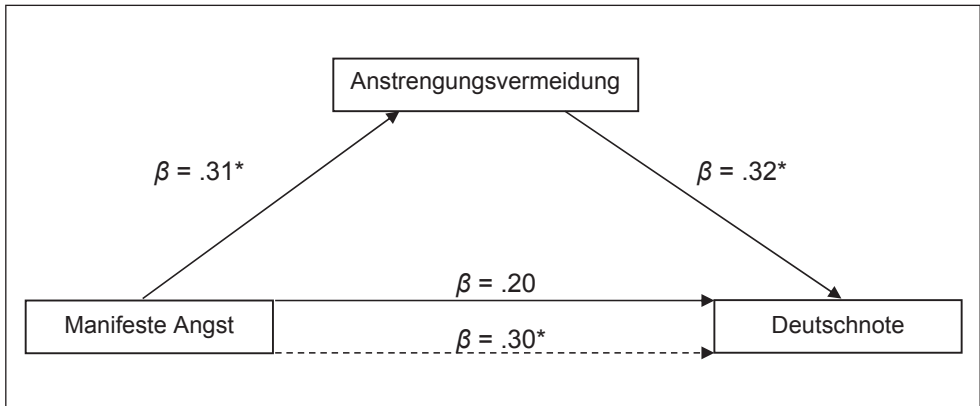 Anstrengungsvermeidung
β = .31*
β = .32*
β = .20
Manifeste Angst
Deutschnote
β = .30*